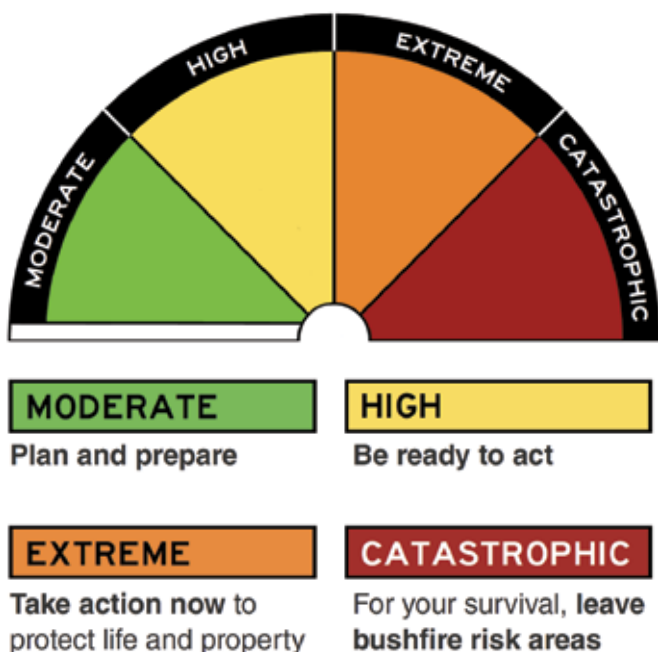 MODERATE
HIGH
EXTREME
CATASTROPHIC
MODERATE
Plan and prepare
HIGH
Be ready to act
EXTREME
Take action now to
protect life and property
CATASTROPHIC
For your survival, leave
bushfire risk areas